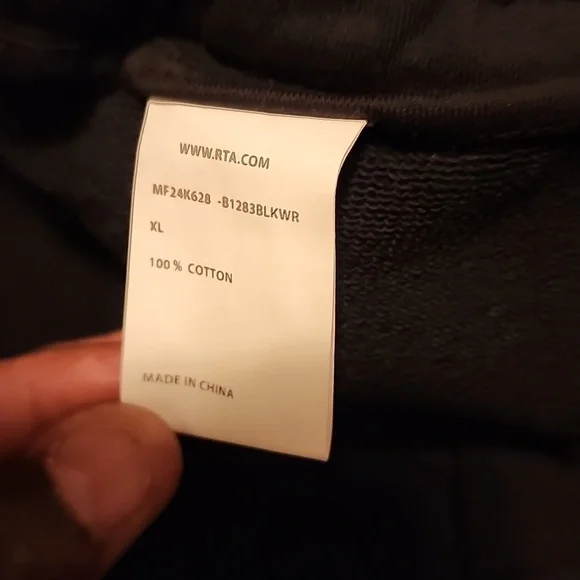 WWW.RTA.COM
MF24K628 -B1283BLKWR
XL
100% COTTON
MADE IN CHINA